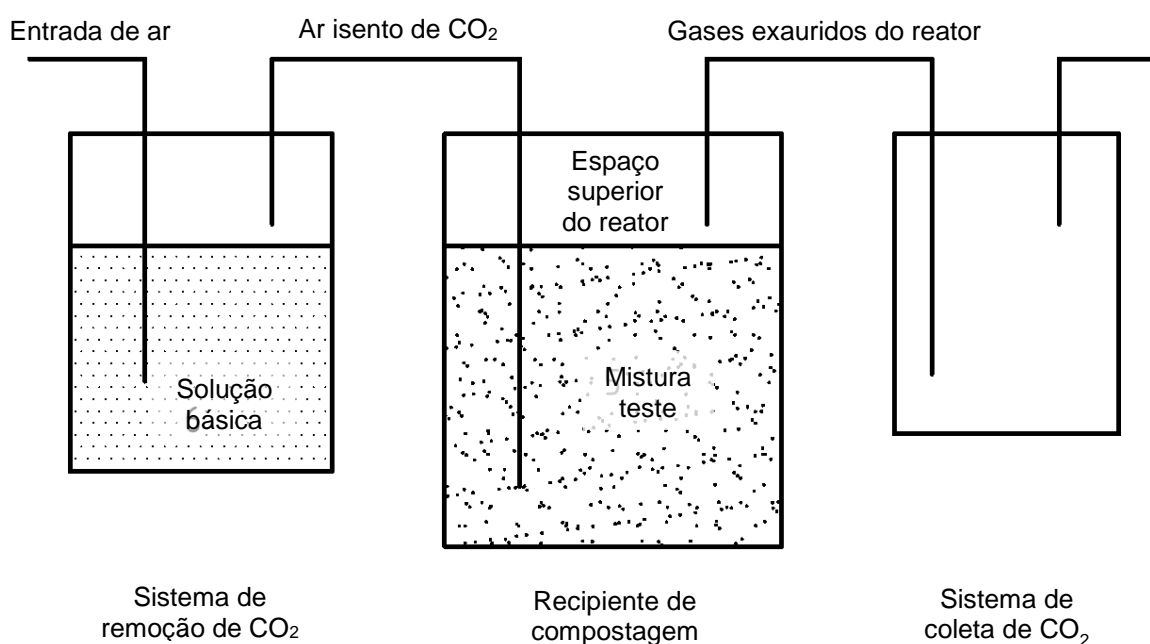 Entrada de ar
Ar isento de CO₂
Gases exauridos do reator
Espaço
superior
do reator
Solução
básica
Mistura
teste
Sistema de
remoção de CO₂
Recipiente de
compostagem
Sistema de
coleta de CO₂